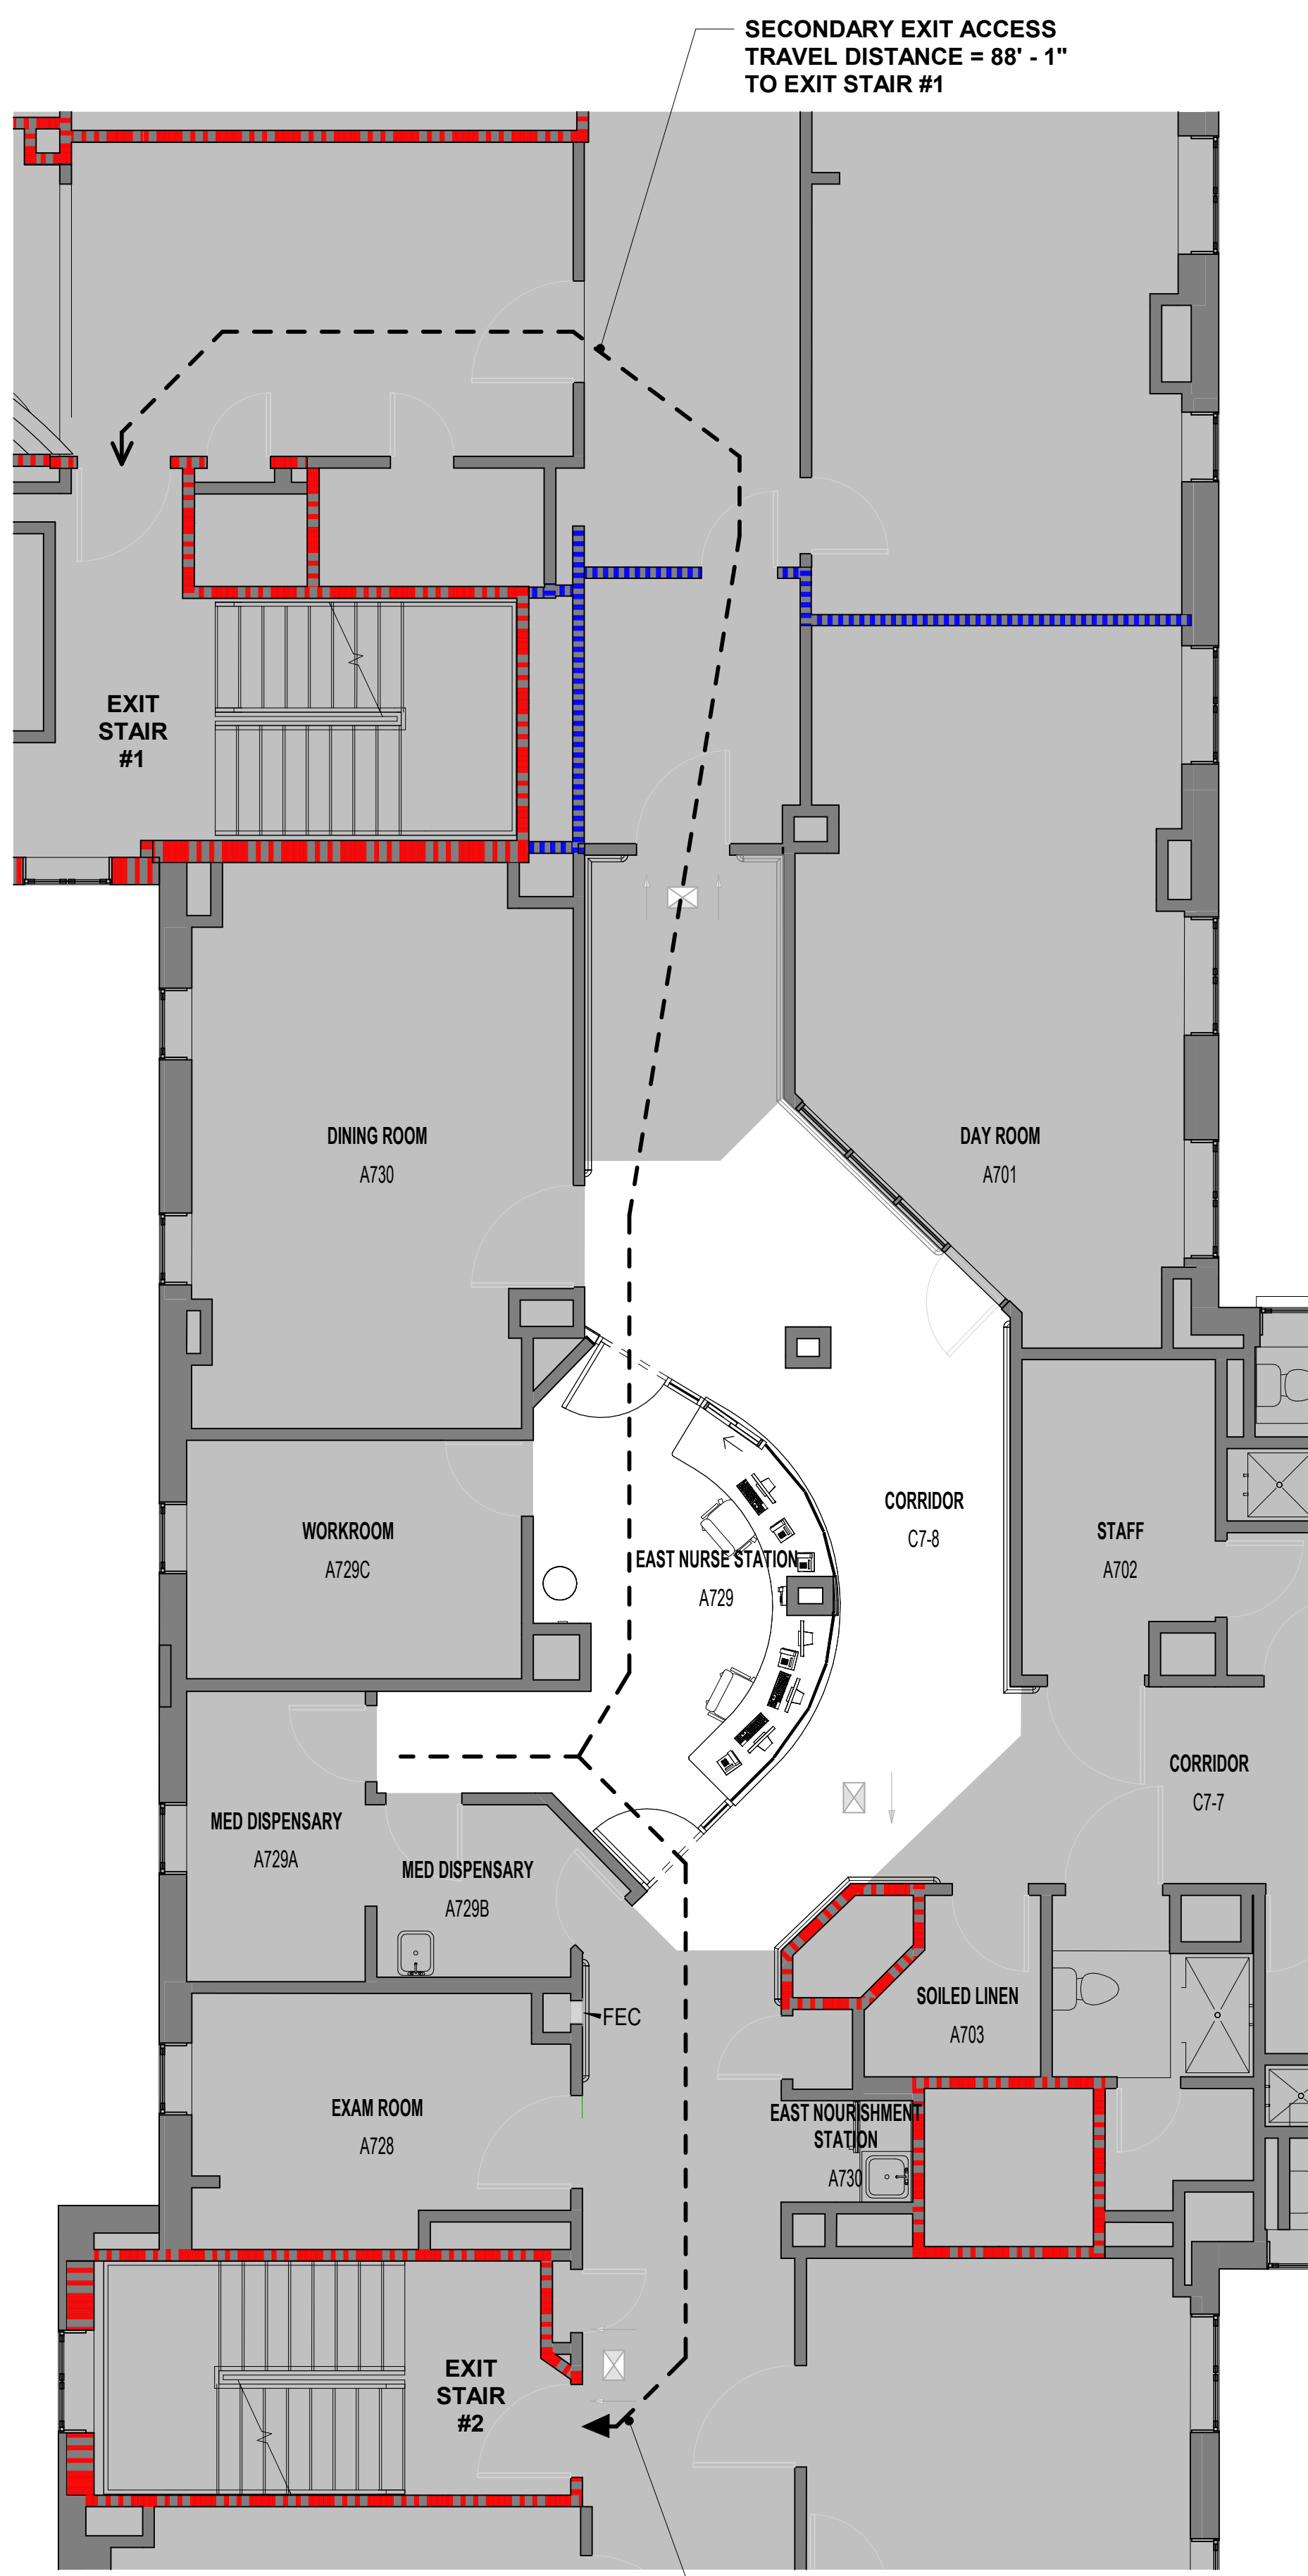 SECONDARY EXIT ACCESS
TRAVEL DISTANCE = 88' - 1"
TO EXIT STAIR #1
EXIT
STAIR
#1
DINING ROOM
A730
DAY ROOM
A701
WORKROOM
A729C
EAST NURSE STATION
A729
CORRIDOR
C7-8
STAFF
A702
CORRIDOR
C7-7
MED DISPENSARY
A729A
MED DISPENSARY
A729B
SOILED LINEN
A703
FEC
EXAM ROOM
A728
EAST NOURISHMENT
STATION
A730
EXIT
STAIR
#2